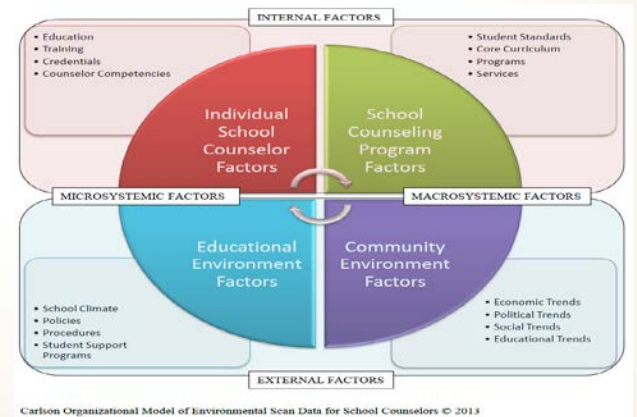 INTERNAL FACTORS
• Education
• Training
• Credentials
• Counselor Competencies
• Student Standards
• Core Curriculum
• Programs
• Services
Individual
School
Counselor
Factors
School
Counseling
Program
Factors
MICROSYSTEMIC FACTORS
MACROSYSTEMIC FACTORS
Educational
Environment
Factors
Community
Environment
Factors
• School Climate
• Policies
• Procedures
• Student Support
Programs
• Economic Trends
• Political Trends
• Social Trends
• Educational Trends
EXTERNAL FACTORS
Carlson Organizational Model of Environmental Scan Data for School Counselors © 2013